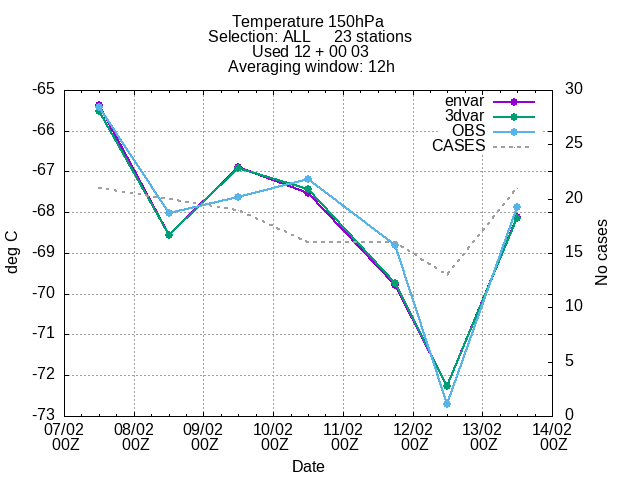 Temperature 150hPa
Selection: ALL 23 stations
Used 12 + 00 03
Averaging window: 12h
envar
3dvar
OBS
CASES
-65
-66
-67
-68
-69
-70
-71
-72
-73
deg C
30
25
20
15
10
5
0
No cases
07/02 08/02 09/02 10/02 11/02 12/02 13/02 14/02
00Z 00Z 00Z 00Z 00Z 00Z 00Z 00Z
Date